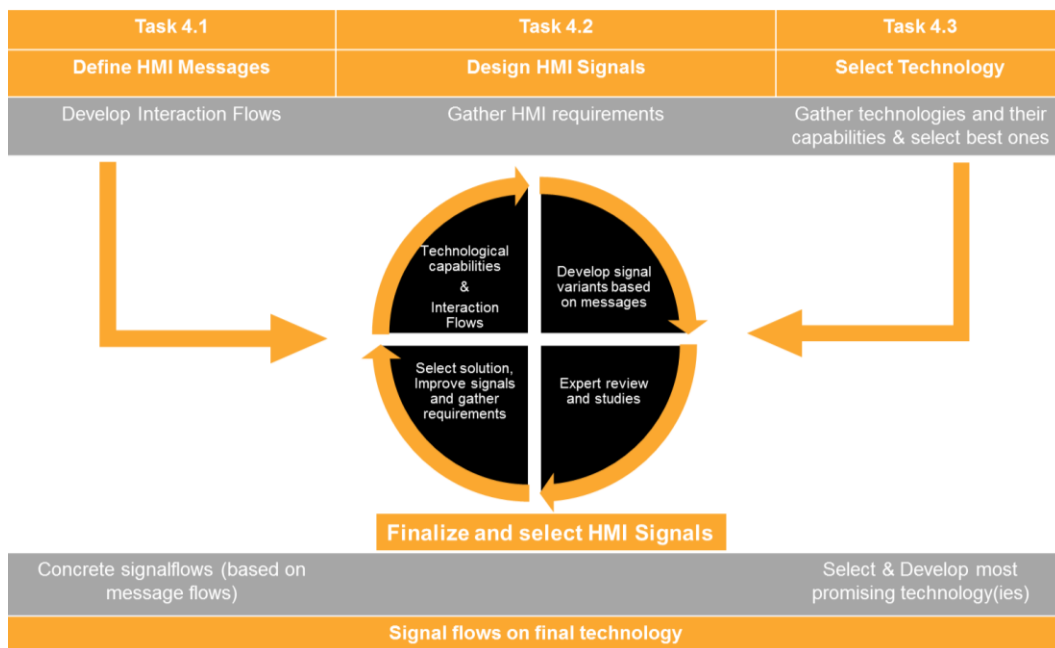 Task 4.1
Task 4.2
Task 4.3
Define HMI Messages
Design HMI Signals
Select Technology
Develop Interaction Flows
Gather HMI requirements
Gather technologies and their
capabilities & select best ones
Technological
capabilities
&
Interaction
Flows
Develop signal
variants based
on messages
Select solution,
Improve signals
and gather
requirements
Expert review
and studies
Finalize and select HMI Signals
Concrete signalflows (based on
message flows)
Select & Develop most
promising technology(ies)
Signal flows on final technology